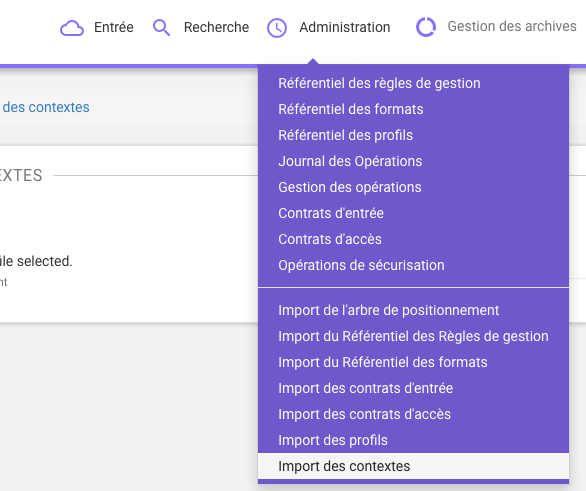 Entrée Recherche Administration Gestion des archives
Référentiel des règles de gestion
des contextes
Référentiel des formats
Référentiel des profils
Journal des Opérations
EXTES
Gestion des opérations
Contrats d'entrée
Contrats d'accès
ile selected.
Opérations de sécurisation
nt
Import de l'arbre de positionnement
Import du Référentiel des Règles de gestion
Import du Référentiel des formats
Import des contrats d'entrée
Import des contrats d'accès
Import des profils
Import des contextes